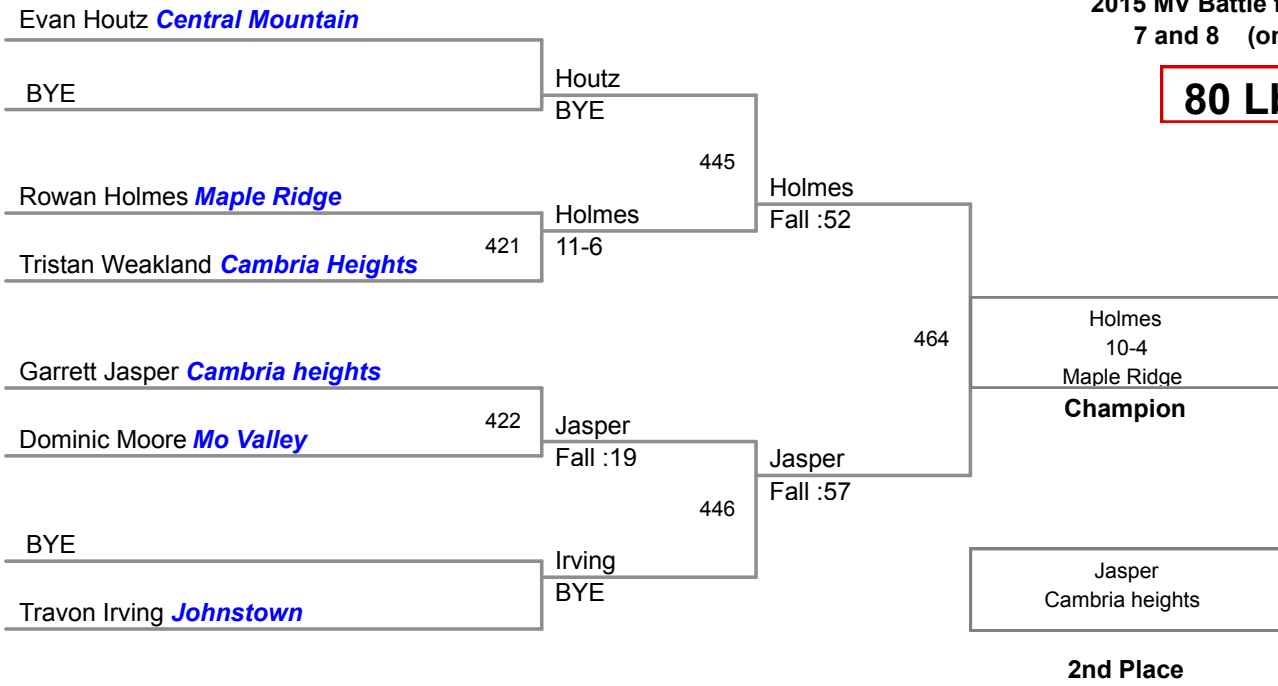 Evan Houtz Central Mountain
2015 MV Battle
7 and 8
80
BYE
Houtz
BYE
445
Rowan Holmes Maple Ridge
Holmes
Fall :52
Holmes
11-6
421
Tristan Weakland Cambria Heights
464
Holmes
10-4
Maple Ridge
Champion
Garrett Jasper Cambria heights
422
Dominic Moore Mo Valley
Jasper
Fall :19
Jasper
Fall :57
446
BYE
Irving
BYE
Travon Irving Johnstown
Jasper
Cambria heights
2nd Place